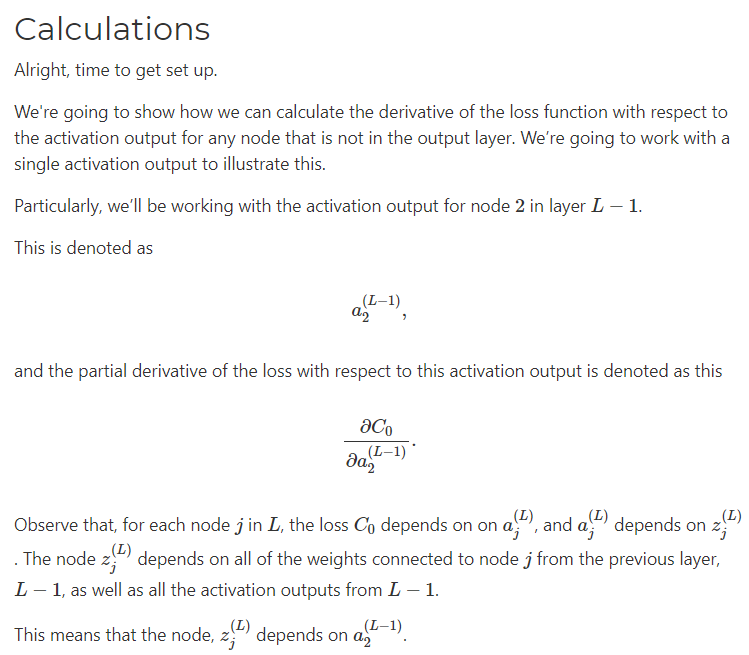 Calculations
Alright, time to get set up.
We're going to show how we can calculate the derivative of the loss function with respect to
the activation output for any node that is not in the output layer. We're going to work with a
single activation output to illustrate this.
Particularly, we'll be working with the activation output for node 2 in layer L − 1.
This is denoted as
a_2^{(L−1)},
and the partial derivative of the loss with respect to this activation output is denoted as this
\frac{∂C_0}{∂a_2^{(L−1)}}.
Observe that, for each node j in L, the loss C_0 depends on on a_j^{(L)}, and a_j^{(L)} depends on z_j^{(L)}
. The node z_j^{(L)} depends on all of the weights connected to node j from the previous layer,
L − 1, as well as all the activation outputs from L − 1.
This means that the node, z_j^{(L)} depends on a_2^{(L−1)}.